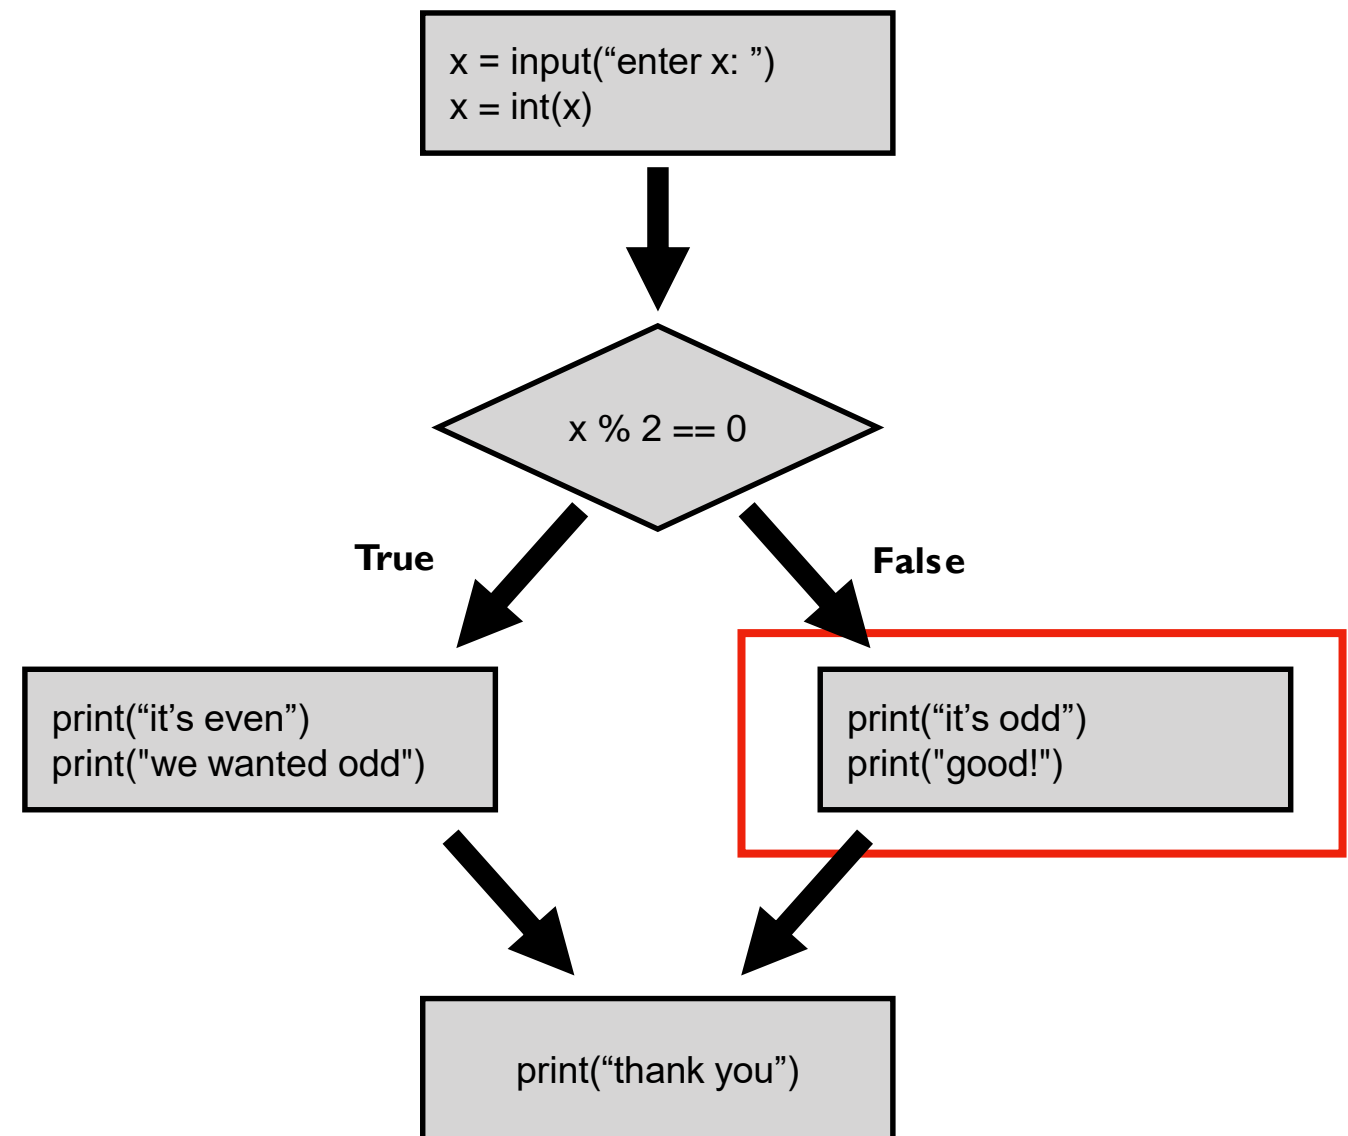 x = input(“enter x: ”)
x = int(x)
x % 2 == 0
True
False
print(“it’s even”)
print("we wanted odd")
print(“it’s odd”)
print("good!")
print(“thank you”)